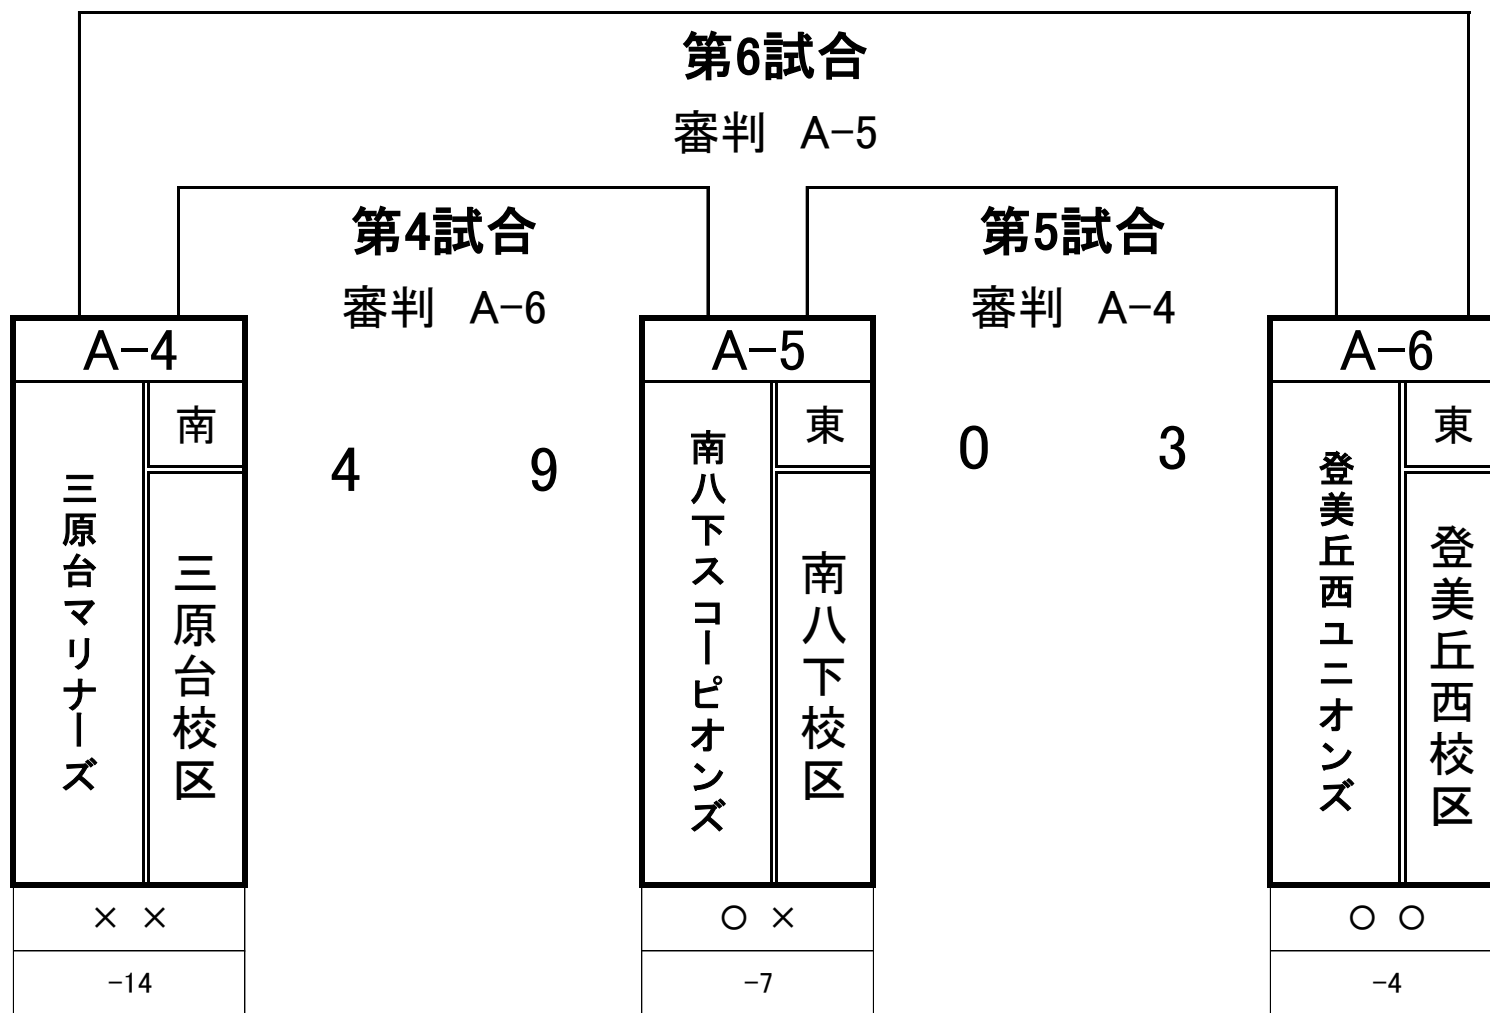 第6試合
審判 A-5
第4試合
審判 A-6
第5試合
審判 A-4
A-4
南
三原台マリナーズ
三原台校区
4 9
A-5
東
南八下スコーピオンズ
南八下校区
0 3
A-6
東
登美丘西ユニオンズ
登美丘西校区
× ×
○ ×
○ ○
-14
-7
-4